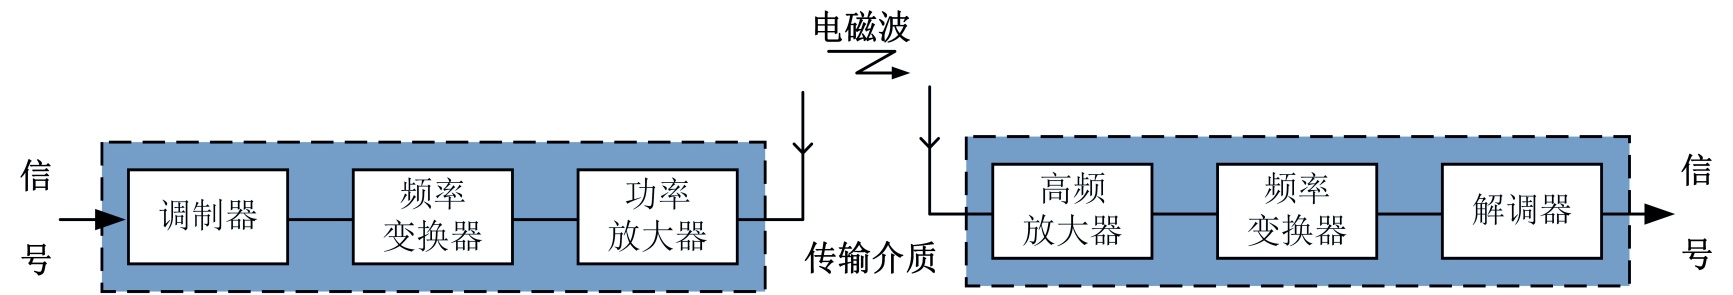 电磁波
信
号
调制器
频率
变换器
功率
放大器
传输介质
高频
放大器
频率
变换器
解调器
信
号